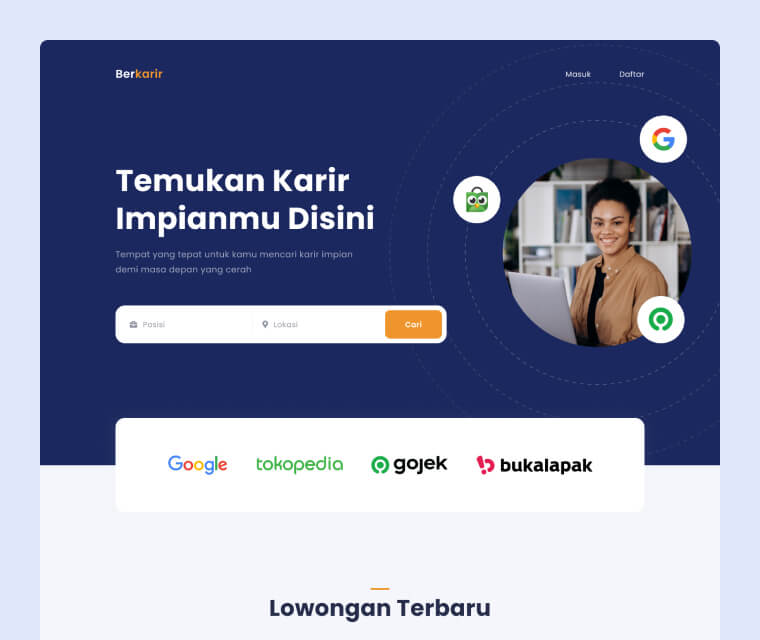 Berkarir
Masuk
Daftar
Temukan Karir
Impianmu Disini
Tempat yang tepat untuk kamu mencari karir impian
demi masa depan yang cerah
Posisi
Lokasi
Cari
Google
tokopedia
gojek
bukalapak
Lowongan Terbaru